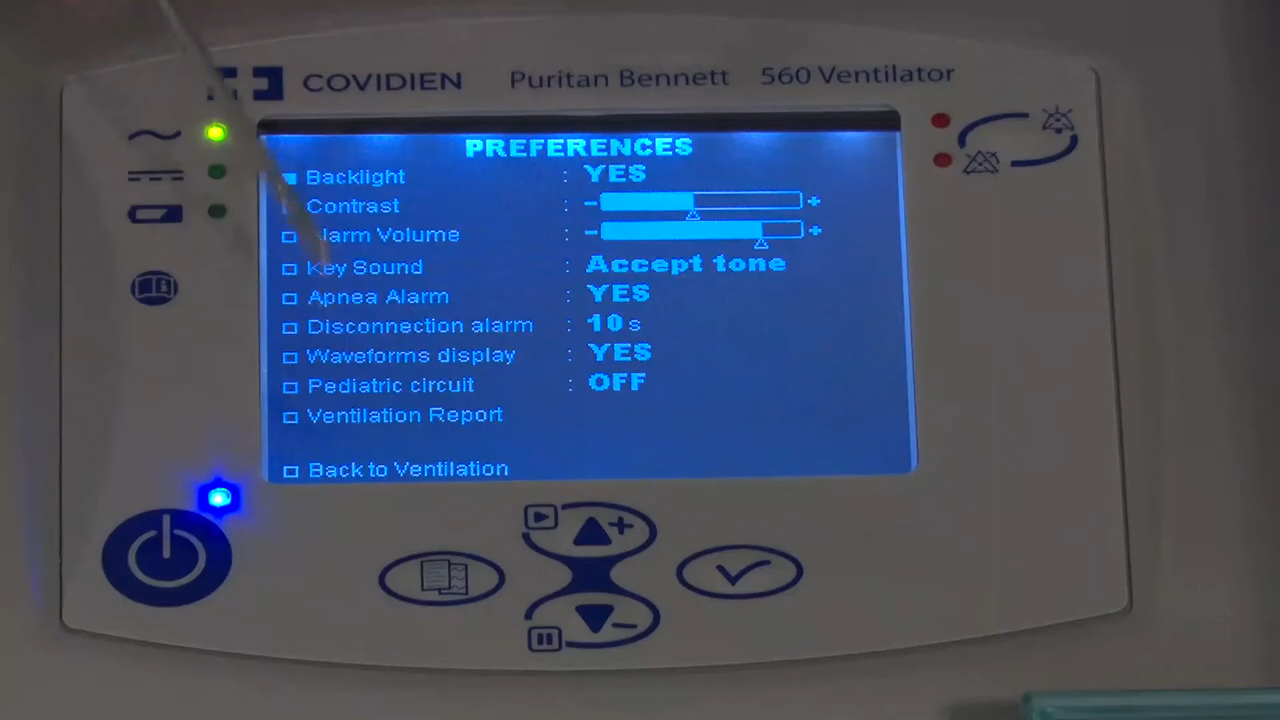 COVIDIEN Puritan Bennett 560 Ventilator
PREFERENCES
Backlight : YES
Contrast : - +
Alarm Volume : - +
Key Sound : Accept tone
Apnea Alarm : YES
Disconnection alarm : 10 s
Waveforms display : YES
Pediatric circuit : OFF
Ventilation Report
Back to Ventilation